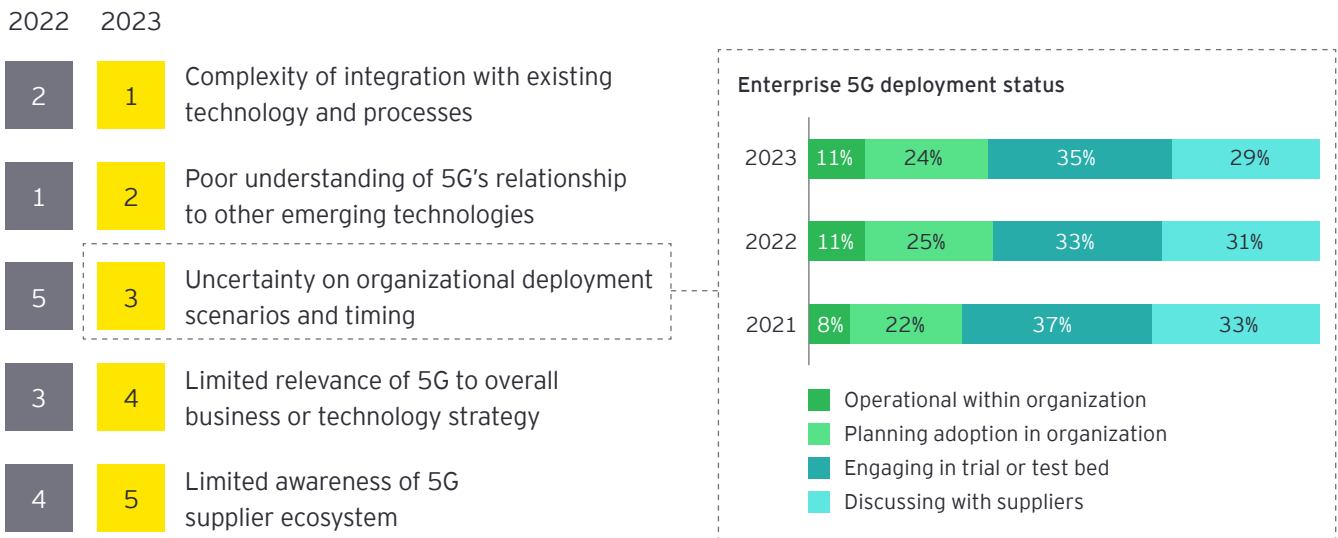 2022 2023
2 1 Complexity of integration with existing
technology and processes
1 2 Poor understanding of 5G’s relationship
to other emerging technologies
5 3 Uncertainty on organizational deployment
scenarios and timing
3 4 Limited relevance of 5G to overall
business or technology strategy
4 5 Limited awareness of 5G
supplier ecosystem
Enterprise 5G deployment status
2023 11% 24% 35% 29%
2022 11% 25% 33% 31%
2021 8% 22% 37% 33%
Operational within organization
Planning adoption in organization
Engaging in trial or test bed
Discussing with suppliers